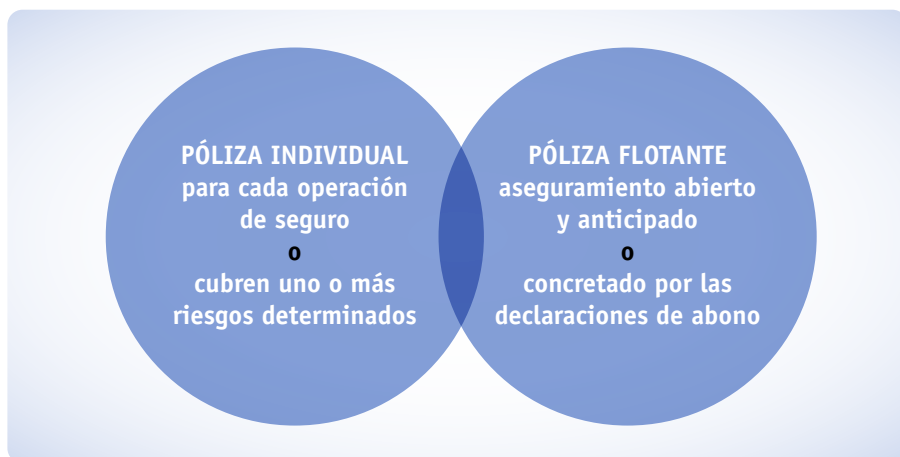 PÓLIZA INDIVIDUAL
para cada operación
de seguro
o
cubren uno o más
riesgos determinados
PÓLIZA FLOTANTE
aseguramiento abierto
y anticipado
o
concretado por las
declaraciones de abono